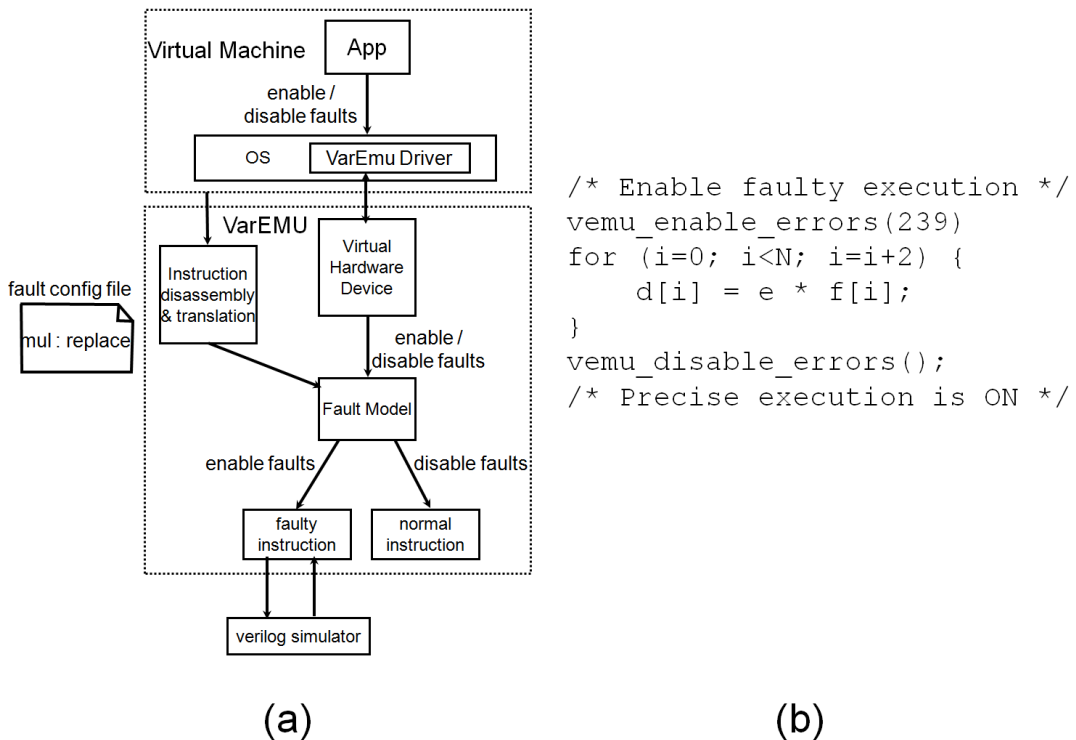 Virtual Machine
App
enable /
disable faults
OS
VarEmu Driver
VarEMU
Instruction
disassembly
& translation
Virtual
Hardware
Device
fault config file
mul : replace
enable /
disable faults
Fault Model
enable faults
disable faults
faulty
instruction
normal
instruction
verilog simulator
(a)
/* Enable faulty execution */
vemu_enable_errors(239)
for (i=0; i<N; i=i+2) {
    d[i] = e * f[i];
}
vemu_disable_errors();
/* Precise execution is ON */
(b)